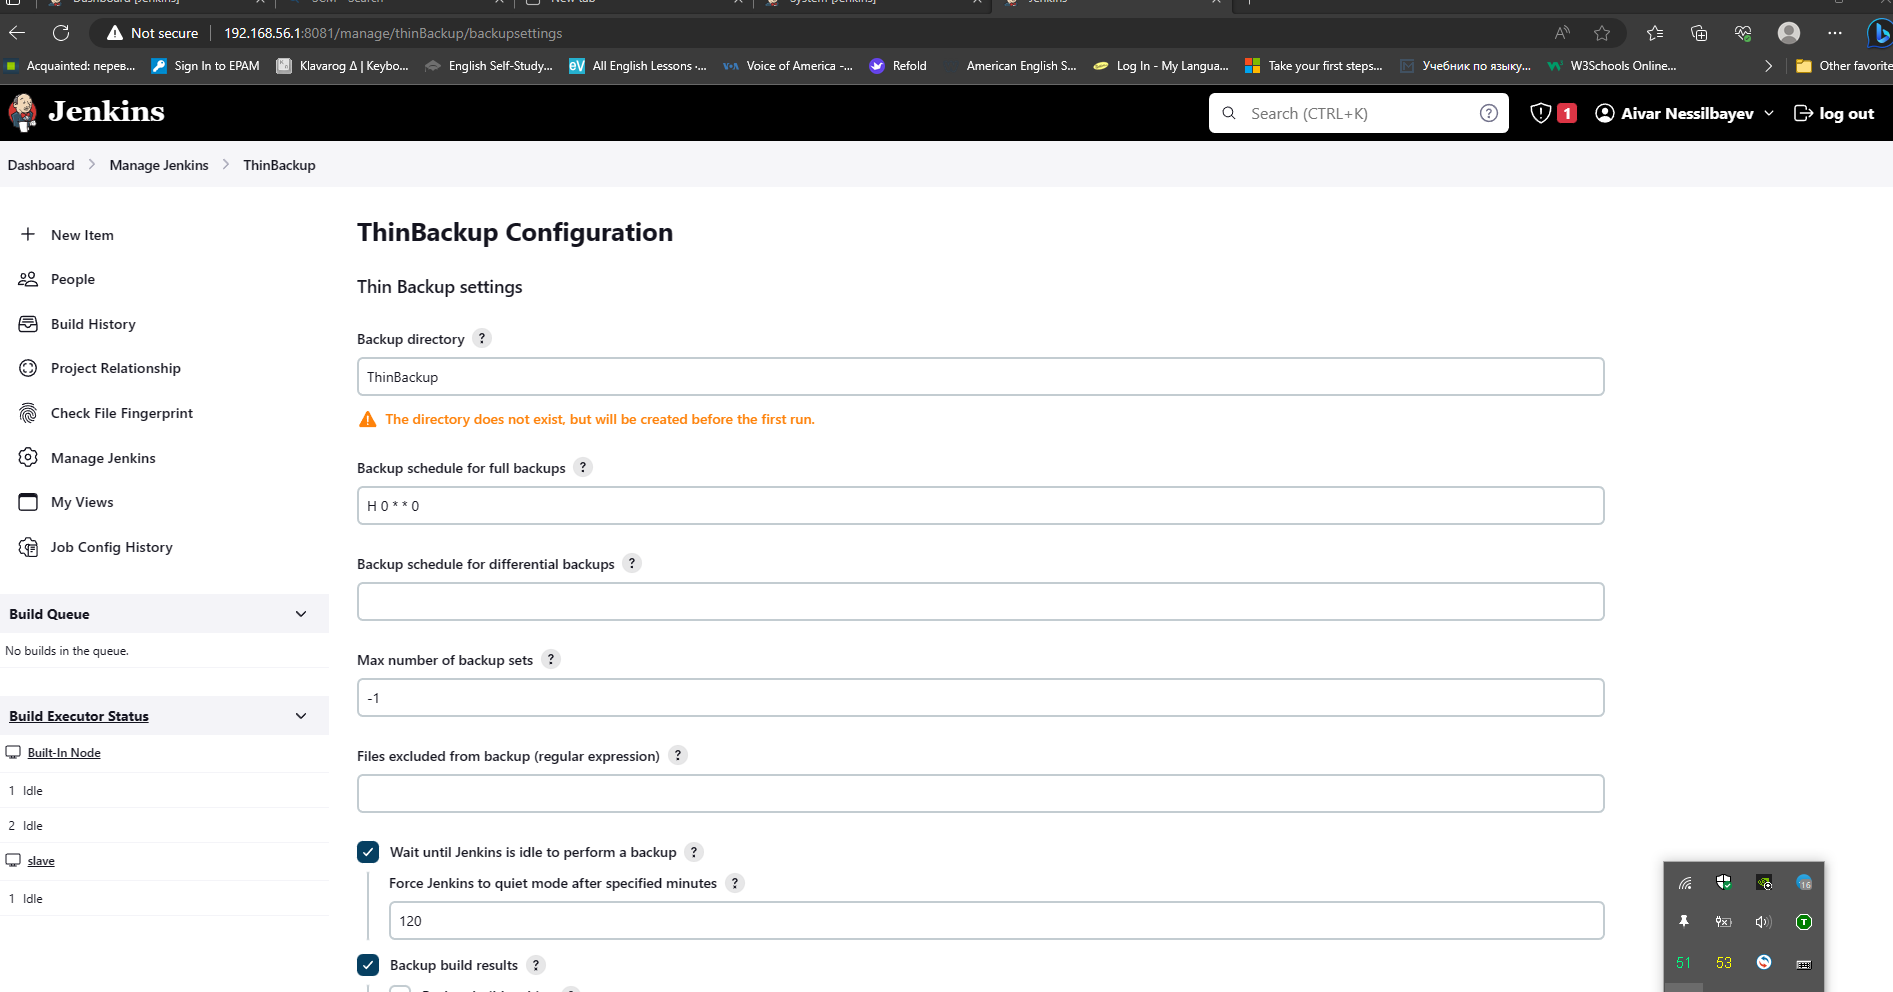 Dashboard [Jenkins]
New tab
System [Jenkins]
Jenkins
Not secure
192.168.56.1:8081/manage/thinBackup/backupsettings
Acquainted: перев...
Sign In to EPAM
Klavarog Δ | Keybo...
English Self-Study...
All English Lessons ·...
Voice of America -...
Refold
American English S...
Log In - My Langua...
Take your first steps...
Учебник по языку...
W3Schools Online...
Other favorite
Jenkins
Search (CTRL+K)
1
Aivar Nessilbayev
log out
Dashboard
Manage Jenkins
ThinBackup
New Item
People
Build History
Project Relationship
Check File Fingerprint
Manage Jenkins
My Views
Job Config History
Build Queue
No builds in the queue.
Build Executor Status
Built-In Node
1 Idle
2 Idle
slave
1 Idle
ThinBackup Configuration
Thin Backup settings
Backup directory ?
ThinBackup
The directory does not exist, but will be created before the first run.
Backup schedule for full backups ?
H 0 * * 0
Backup schedule for differential backups ?
Max number of backup sets ?
-1
Files excluded from backup (regular expression) ?
Wait until Jenkins is idle to perform a backup ?
Force Jenkins to quiet mode after specified minutes ?
120
Backup build results ?
16
T
51
53